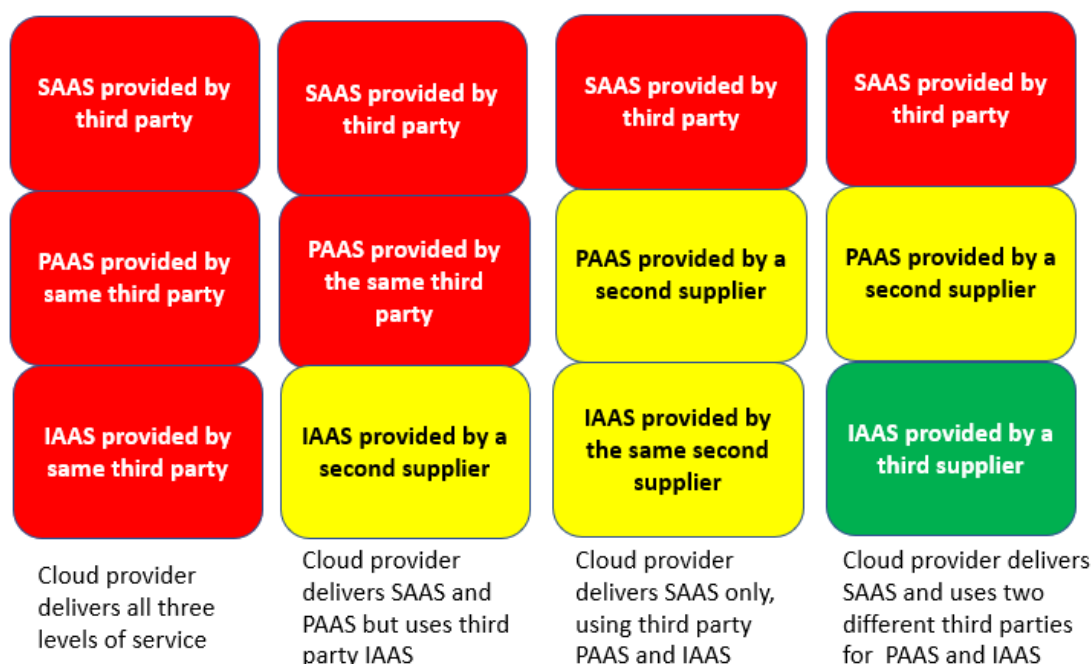 SAAS provided by
third party
SAAS provided by
third party
SAAS provided by
third party
SAAS provided by
third party
PAAS provided by
same third party
PAAS provided by
the same third
party
PAAS provided by a
second supplier
PAAS provided by a
second supplier
IAAS provided by
same third party
IAAS provided by a
second supplier
IAAS provided by
the same second
supplier
IAAS provided by a
third supplier
Cloud provider
delivers all three
levels of service
Cloud provider
delivers SAAS and
PAAS but uses third
party IAAS
Cloud provider
delivers SAAS only,
using third party
PAAS and IAAS
Cloud provider delivers
SAAS and uses two
different third parties
for PAAS and IAAS